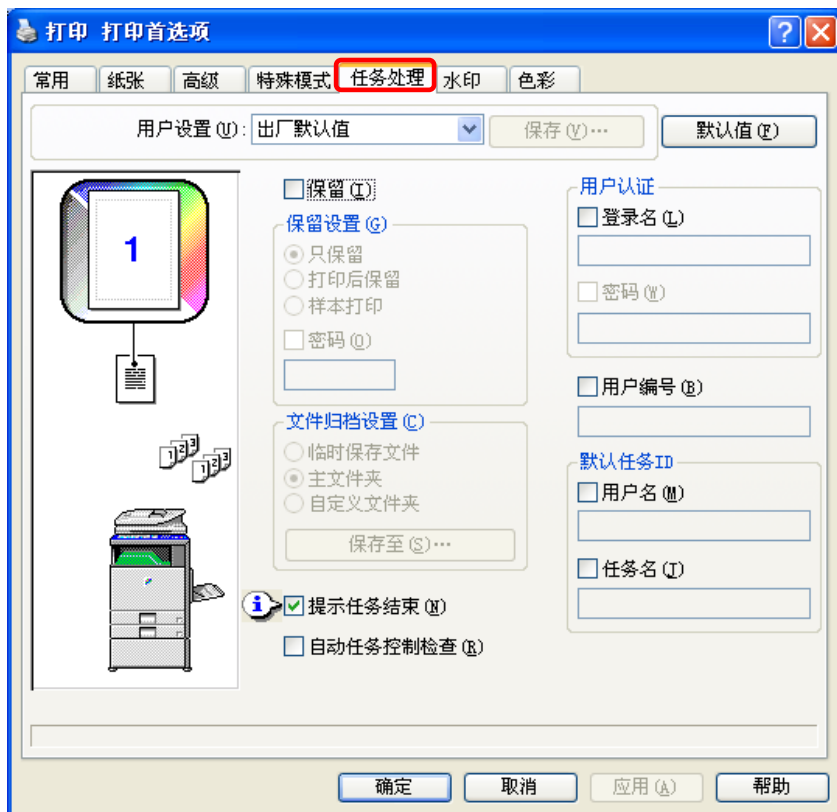 打印 打印首选项
常用 纸张 高级 特殊模式 任务处理 水印 色彩
用户设置(U): 出厂默认值 保存(V)... 默认值(F)
1
123
123
保留(I)
保留设置(G)
只保留
打印后保留
样本打印
密码(O)
文件归档设置(C)
临时保存文件
主文件夹
自定义文件夹
保存至(S)...
提示任务结束(N)
自动任务控制检查(R)
用户认证
登录名(L)
密码(W)
用户编号(B)
默认任务ID
用户名(M)
任务名(J)
确定 取消 应用(A) 帮助